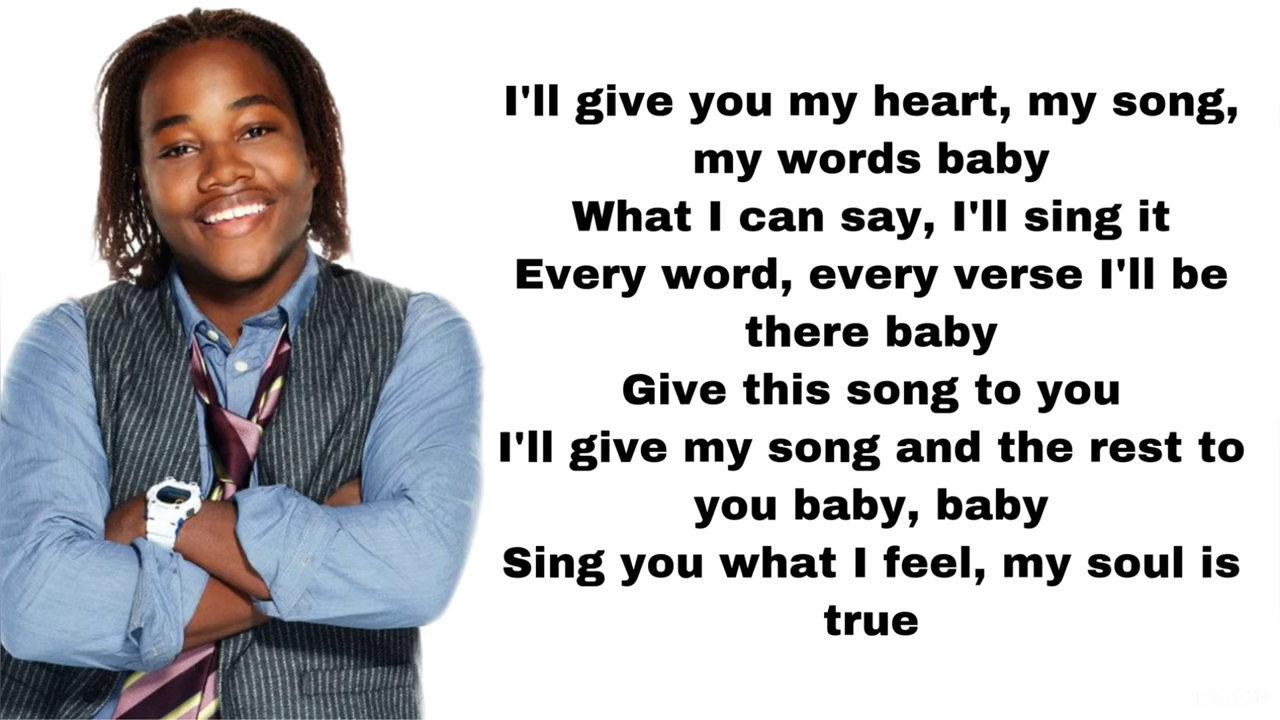 I'll give you my heart, my song,
my words baby
What I can say, I'll sing it
Every word, every verse I'll be
there baby
Give this song to you
I'll give my song and the rest to
you baby, baby
Sing you what I feel, my soul is
true